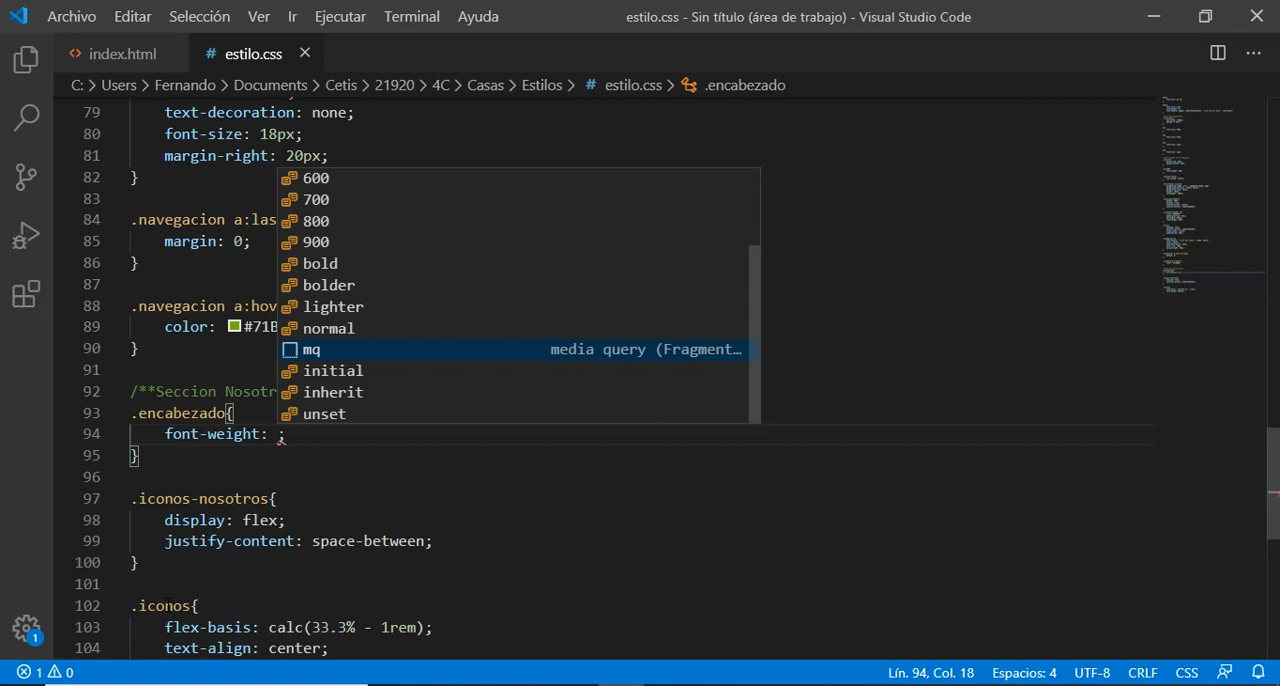 Archivo Editar Selección Ver Ir Ejecutar Terminal Ayuda estilo.css - Sin título (área de trabajo) - Visual Studio Code
<> index.html # estilo.css ×
C: > Users > Fernando > Documents > Cetis > 21920 > 4C > Casas > Estilos > # estilo.css > .encabezado
79 text-decoration: none;
80 font-size: 18px;
81 margin-right: 20px;
82 }
83
84 .navegacion a:las
85 margin: 0;
86 }
87
88 .navegacion a:hov
89 color: #71B
90 }
91
92 /**Seccion Nosotr
93 .encabezado{
94 font-weight: ;
95 }
96
97 .iconos-nosotros{
98 display: flex;
99 justify-content: space-between;
100 }
101
102 .iconos{
103 flex-basis: calc(33.3% - 1rem);
104 text-align: center;
600
700
800
900
bold
bolder
lighter
normal
mq media query (Fragment…
initial
inherit
unset
1
1 0 Lín. 94, Col. 18 Espacios: 4 UTF-8 CRLF CSS